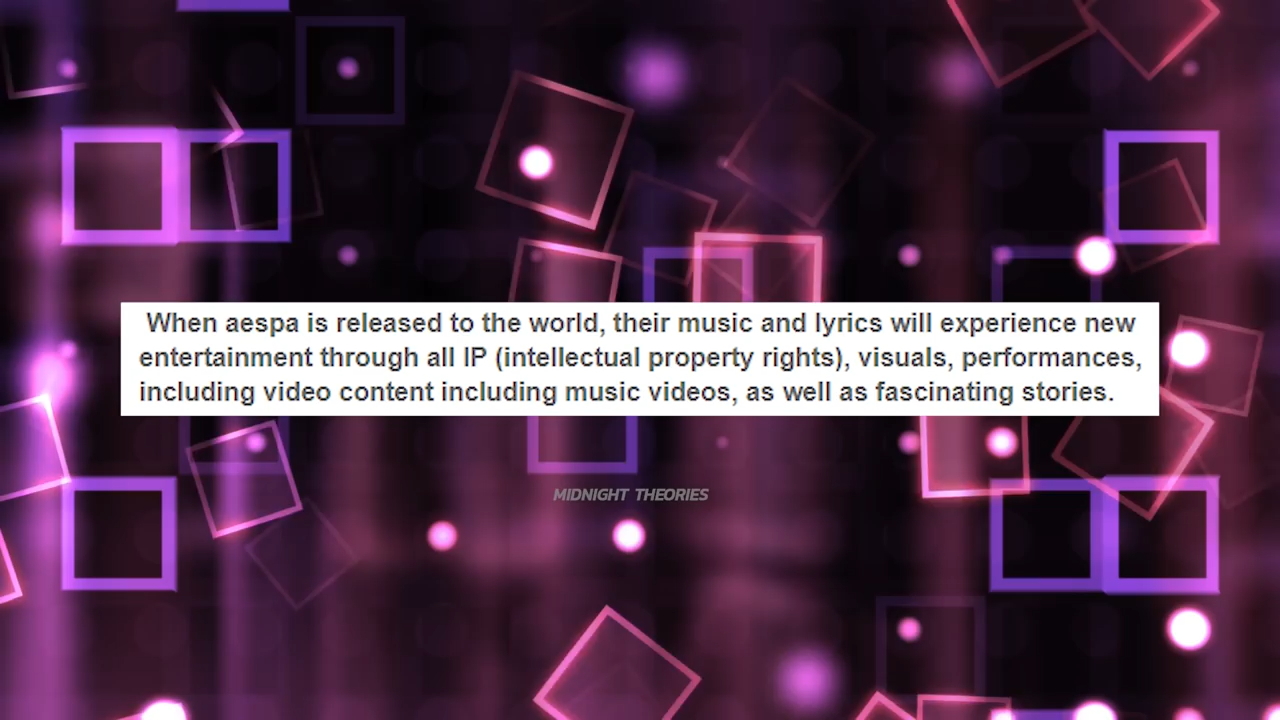 When aespa is released to the world, their music and lyrics will experience new
entertainment through all IP (intellectual property rights), visuals, performances,
including video content including music videos, as well as fascinating stories.
MIDNIGHT THEORIES